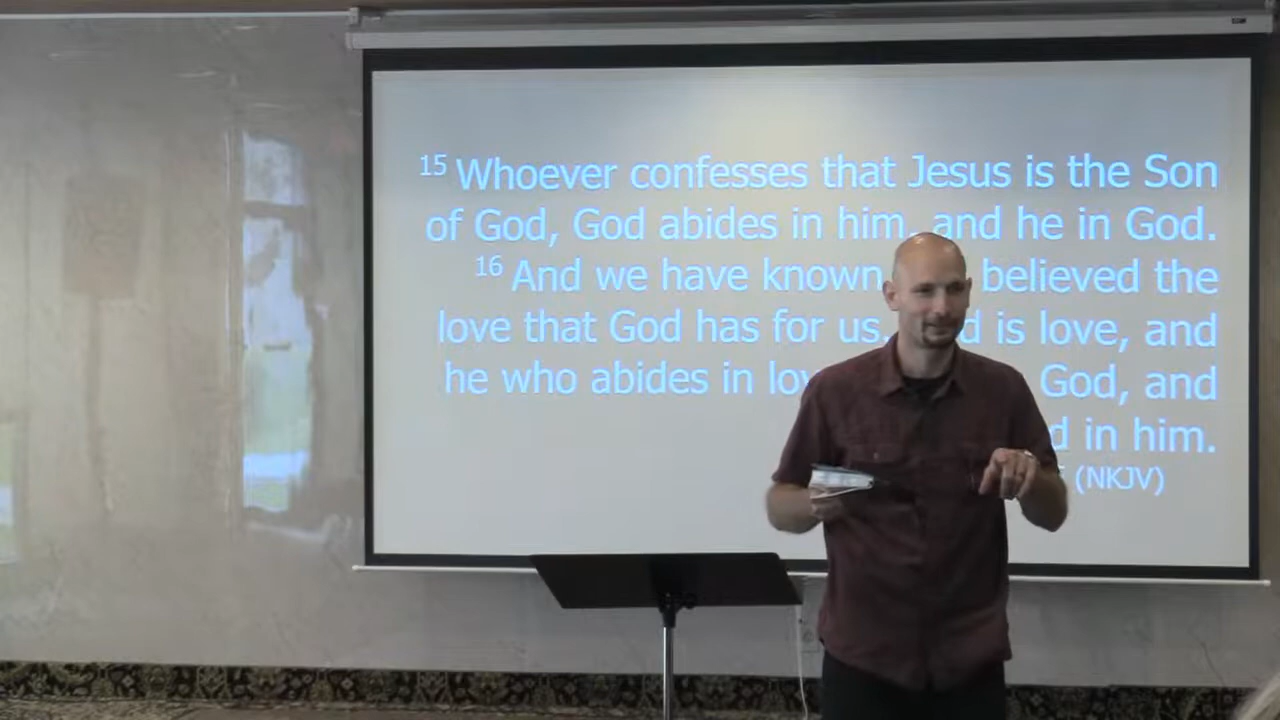 15 Whoever confesses that Jesus is the Son
of God, God abides in him, and he in God.
16 And we have known believed the
love that God has for us. is love, and
he who abides in God, and
in him.
(NKJV)